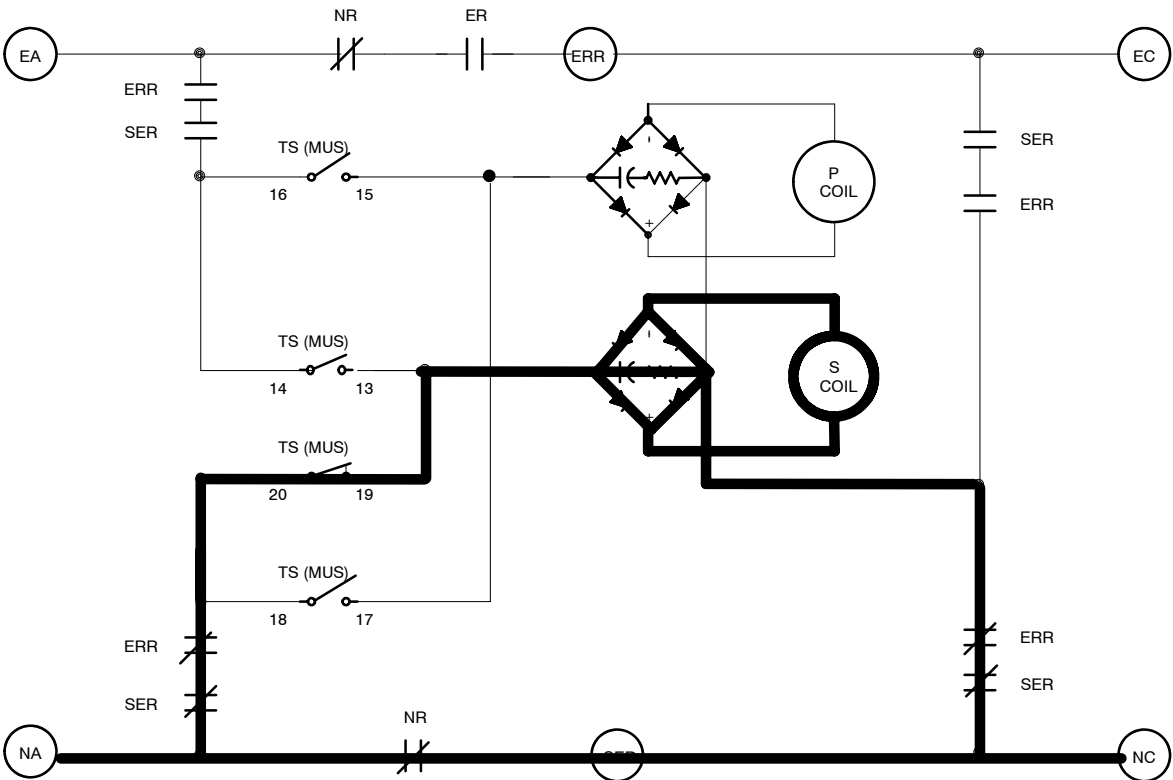 NR
ER
EA
ERR
EC
ERR
SER
TS (MUS)
16
15
P
COIL
SER
ERR
-
+
TS (MUS)
14
13
S
COIL
-
+
TS (MUS)
20
19
TS (MUS)
18
17
ERR
SER
ERR
SER
NR
NA
NC